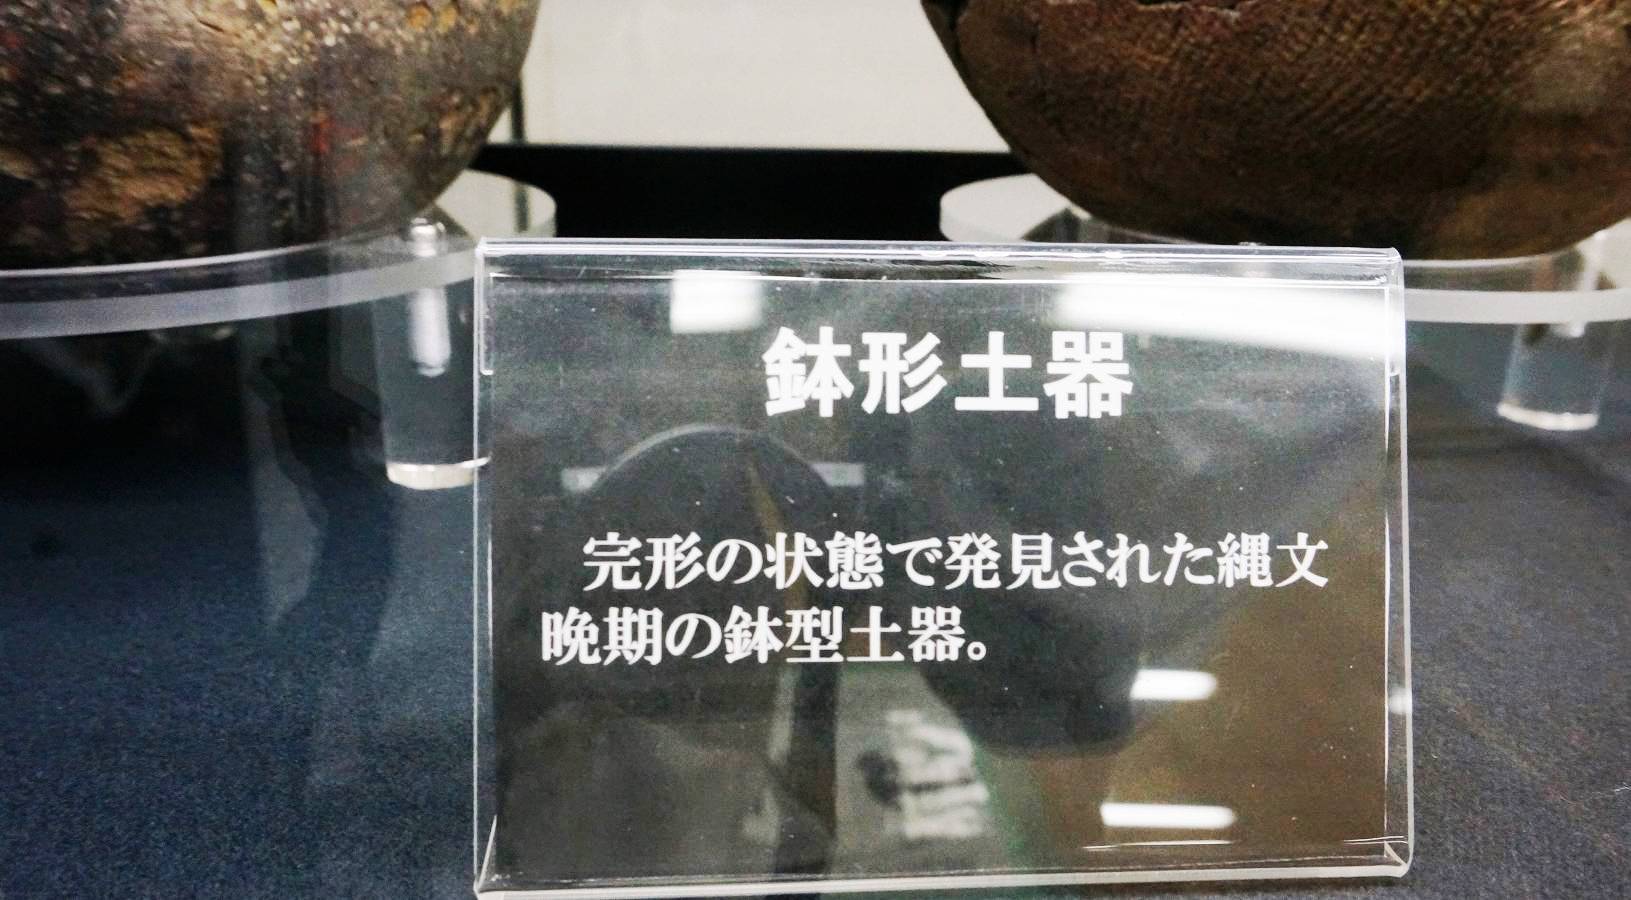 鉢形土器
完形の状態で発見された縄文
晩期の鉢型土器。